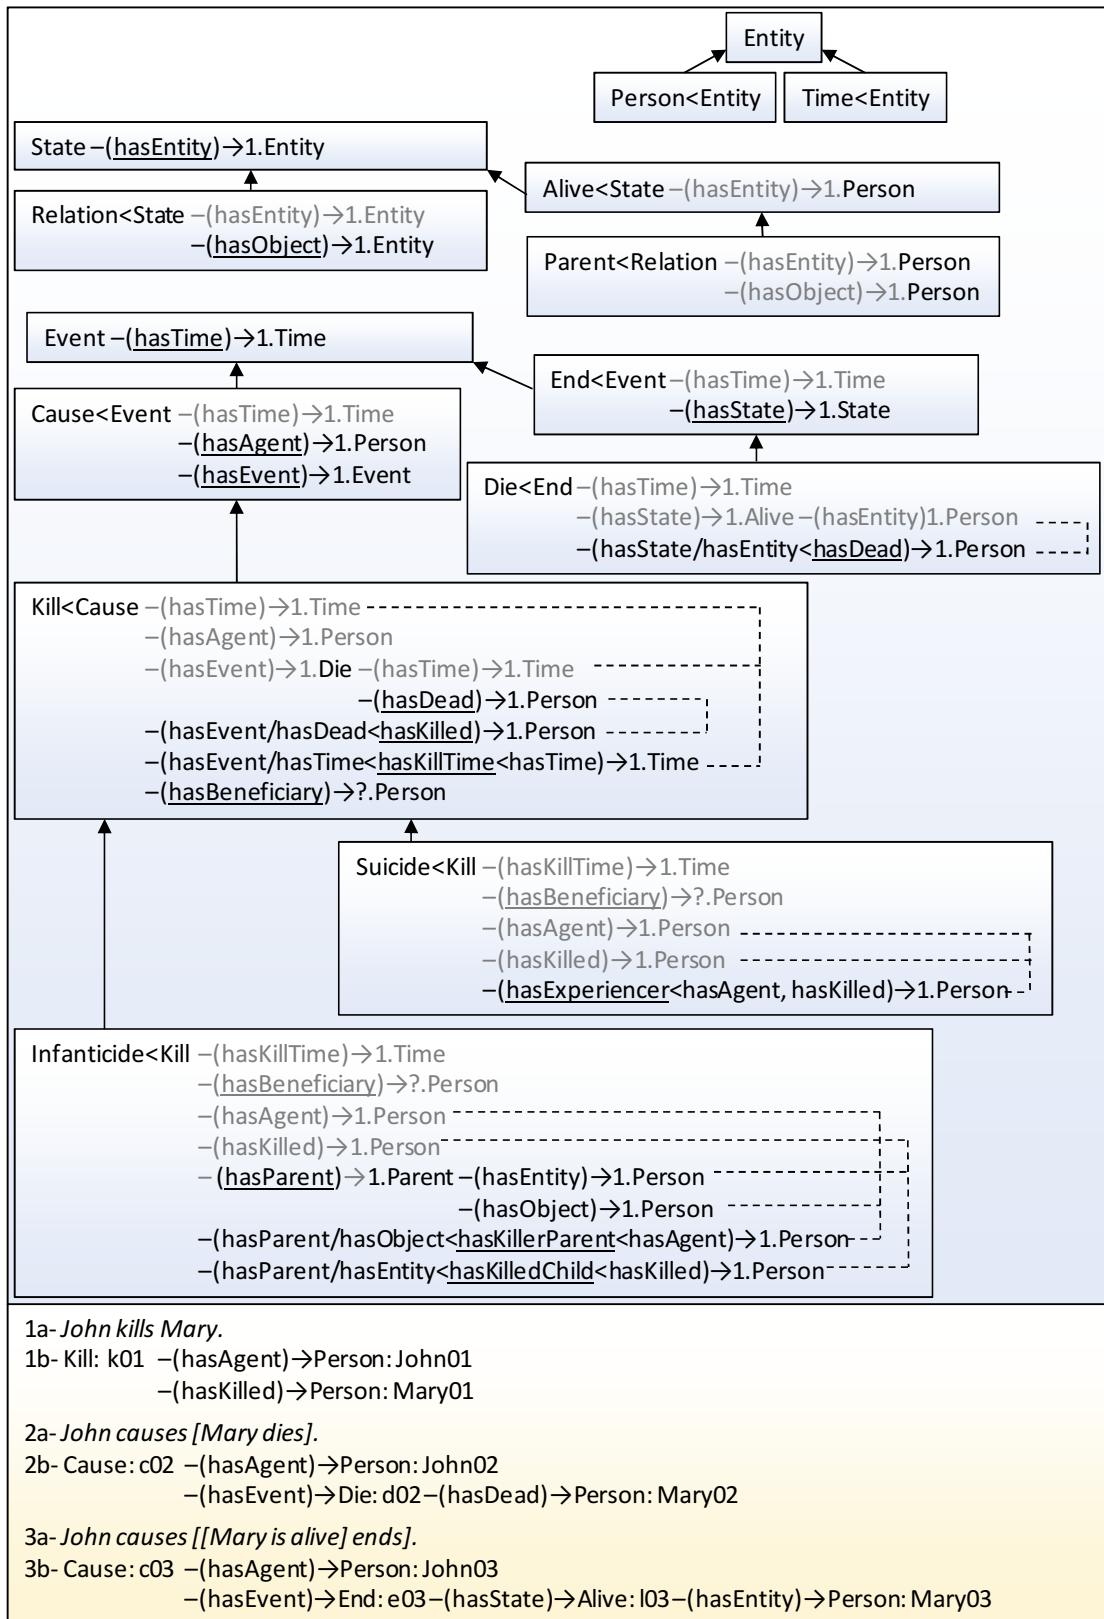 Entity
Person<Entity
Time<Entity
State –(hasEntity)→1.Entity
Alive<State –(hasEntity)→1.Person
Relation<State –(hasEntity)→1.Entity
–(hasObject)→1.Entity
Parent<Relation –(hasEntity)→1.Person
–(hasObject)→1.Person
Event –(hasTime)→1.Time
End<Event –(hasTime)→1.Time
–(hasState)→1.State
Cause<Event –(hasTime)→1.Time
–(hasAgent)→1.Person
–(hasEvent)→1.Event
Die<End –(hasTime)→1.Time
–(hasState)→1.Alive –(hasEntity)1.Person
–(hasState/hasEntity<hasDead)→1.Person
Kill<Cause –(hasTime)→1.Time
–(hasAgent)→1.Person
–(hasEvent)→1.Die –(hasTime)→1.Time
–(hasDead)→1.Person
–(hasEvent/hasDead<hasKilled)→1.Person
–(hasEvent/hasTime<hasKillTime<hasTime)→1.Time
–(hasBeneficiary)→?.Person
Suicide<Kill –(hasKillTime)→1.Time
–(hasBeneficiary)→?.Person
–(hasAgent)→1.Person
–(hasKilled)→1.Person
–(hasExperiencer<hasAgent, hasKilled)→1.Person
Infanticide<Kill –(hasKillTime)→1.Time
–(hasBeneficiary)→?.Person
–(hasAgent)→1.Person
–(hasKilled)→1.Person
–(hasParent)→1.Parent –(hasEntity)→1.Person
–(hasObject)→1.Person
–(hasParent/hasObject<hasKillerParent<hasAgent)→1.Person
–(hasParent/hasEntity<hasKilledChild<hasKilled)→1.Person
1a- John kills Mary.
1b- Kill: k01 –(hasAgent)→Person: John01
–(hasKilled)→Person: Mary01
2a- John causes [Mary dies].
2b- Cause: c02 –(hasAgent)→Person: John02
–(hasEvent)→Die: d02 –(hasDead)→Person: Mary02
3a- John causes [[Mary is alive] ends].
3b- Cause: c03 –(hasAgent)→Person: John03
–(hasEvent)→End: e03 –(hasState)→Alive: l03 –(hasEntity)→Person: Mary03